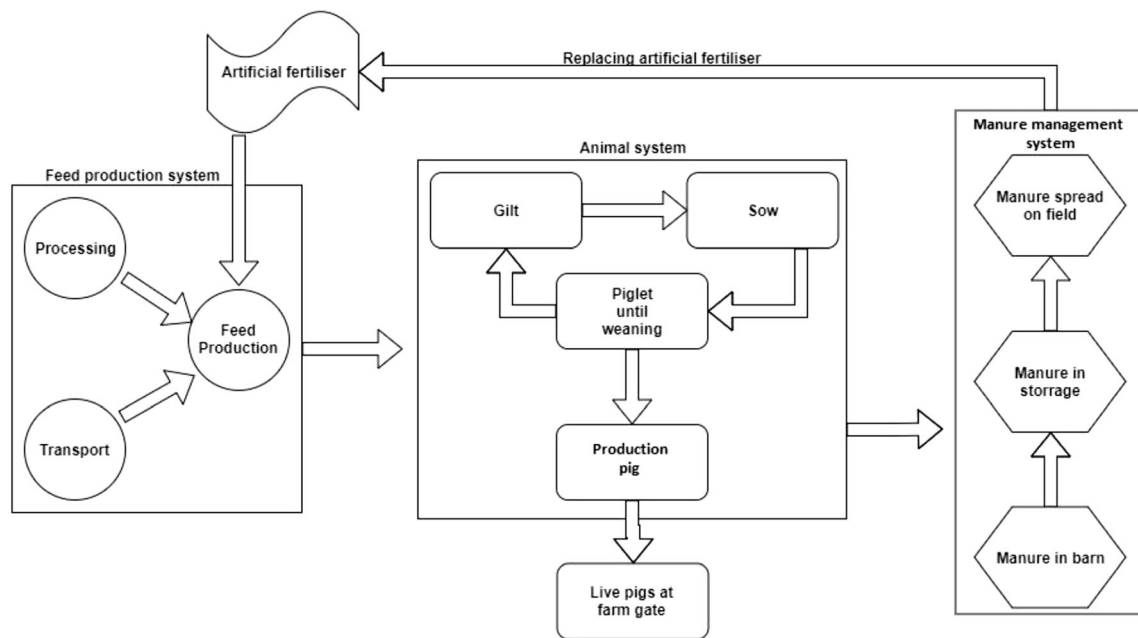 Artificial fertiliser
Replacing artificial fertiliser
Feed production system
Processing
Feed
Production
Transport
Animal system
Gilt
Sow
Piglet
until
weaning
Production
pig
Live pigs at
farm gate
Manure management
system
Manure spread
on field
Manure in
storrage
Manure in barn